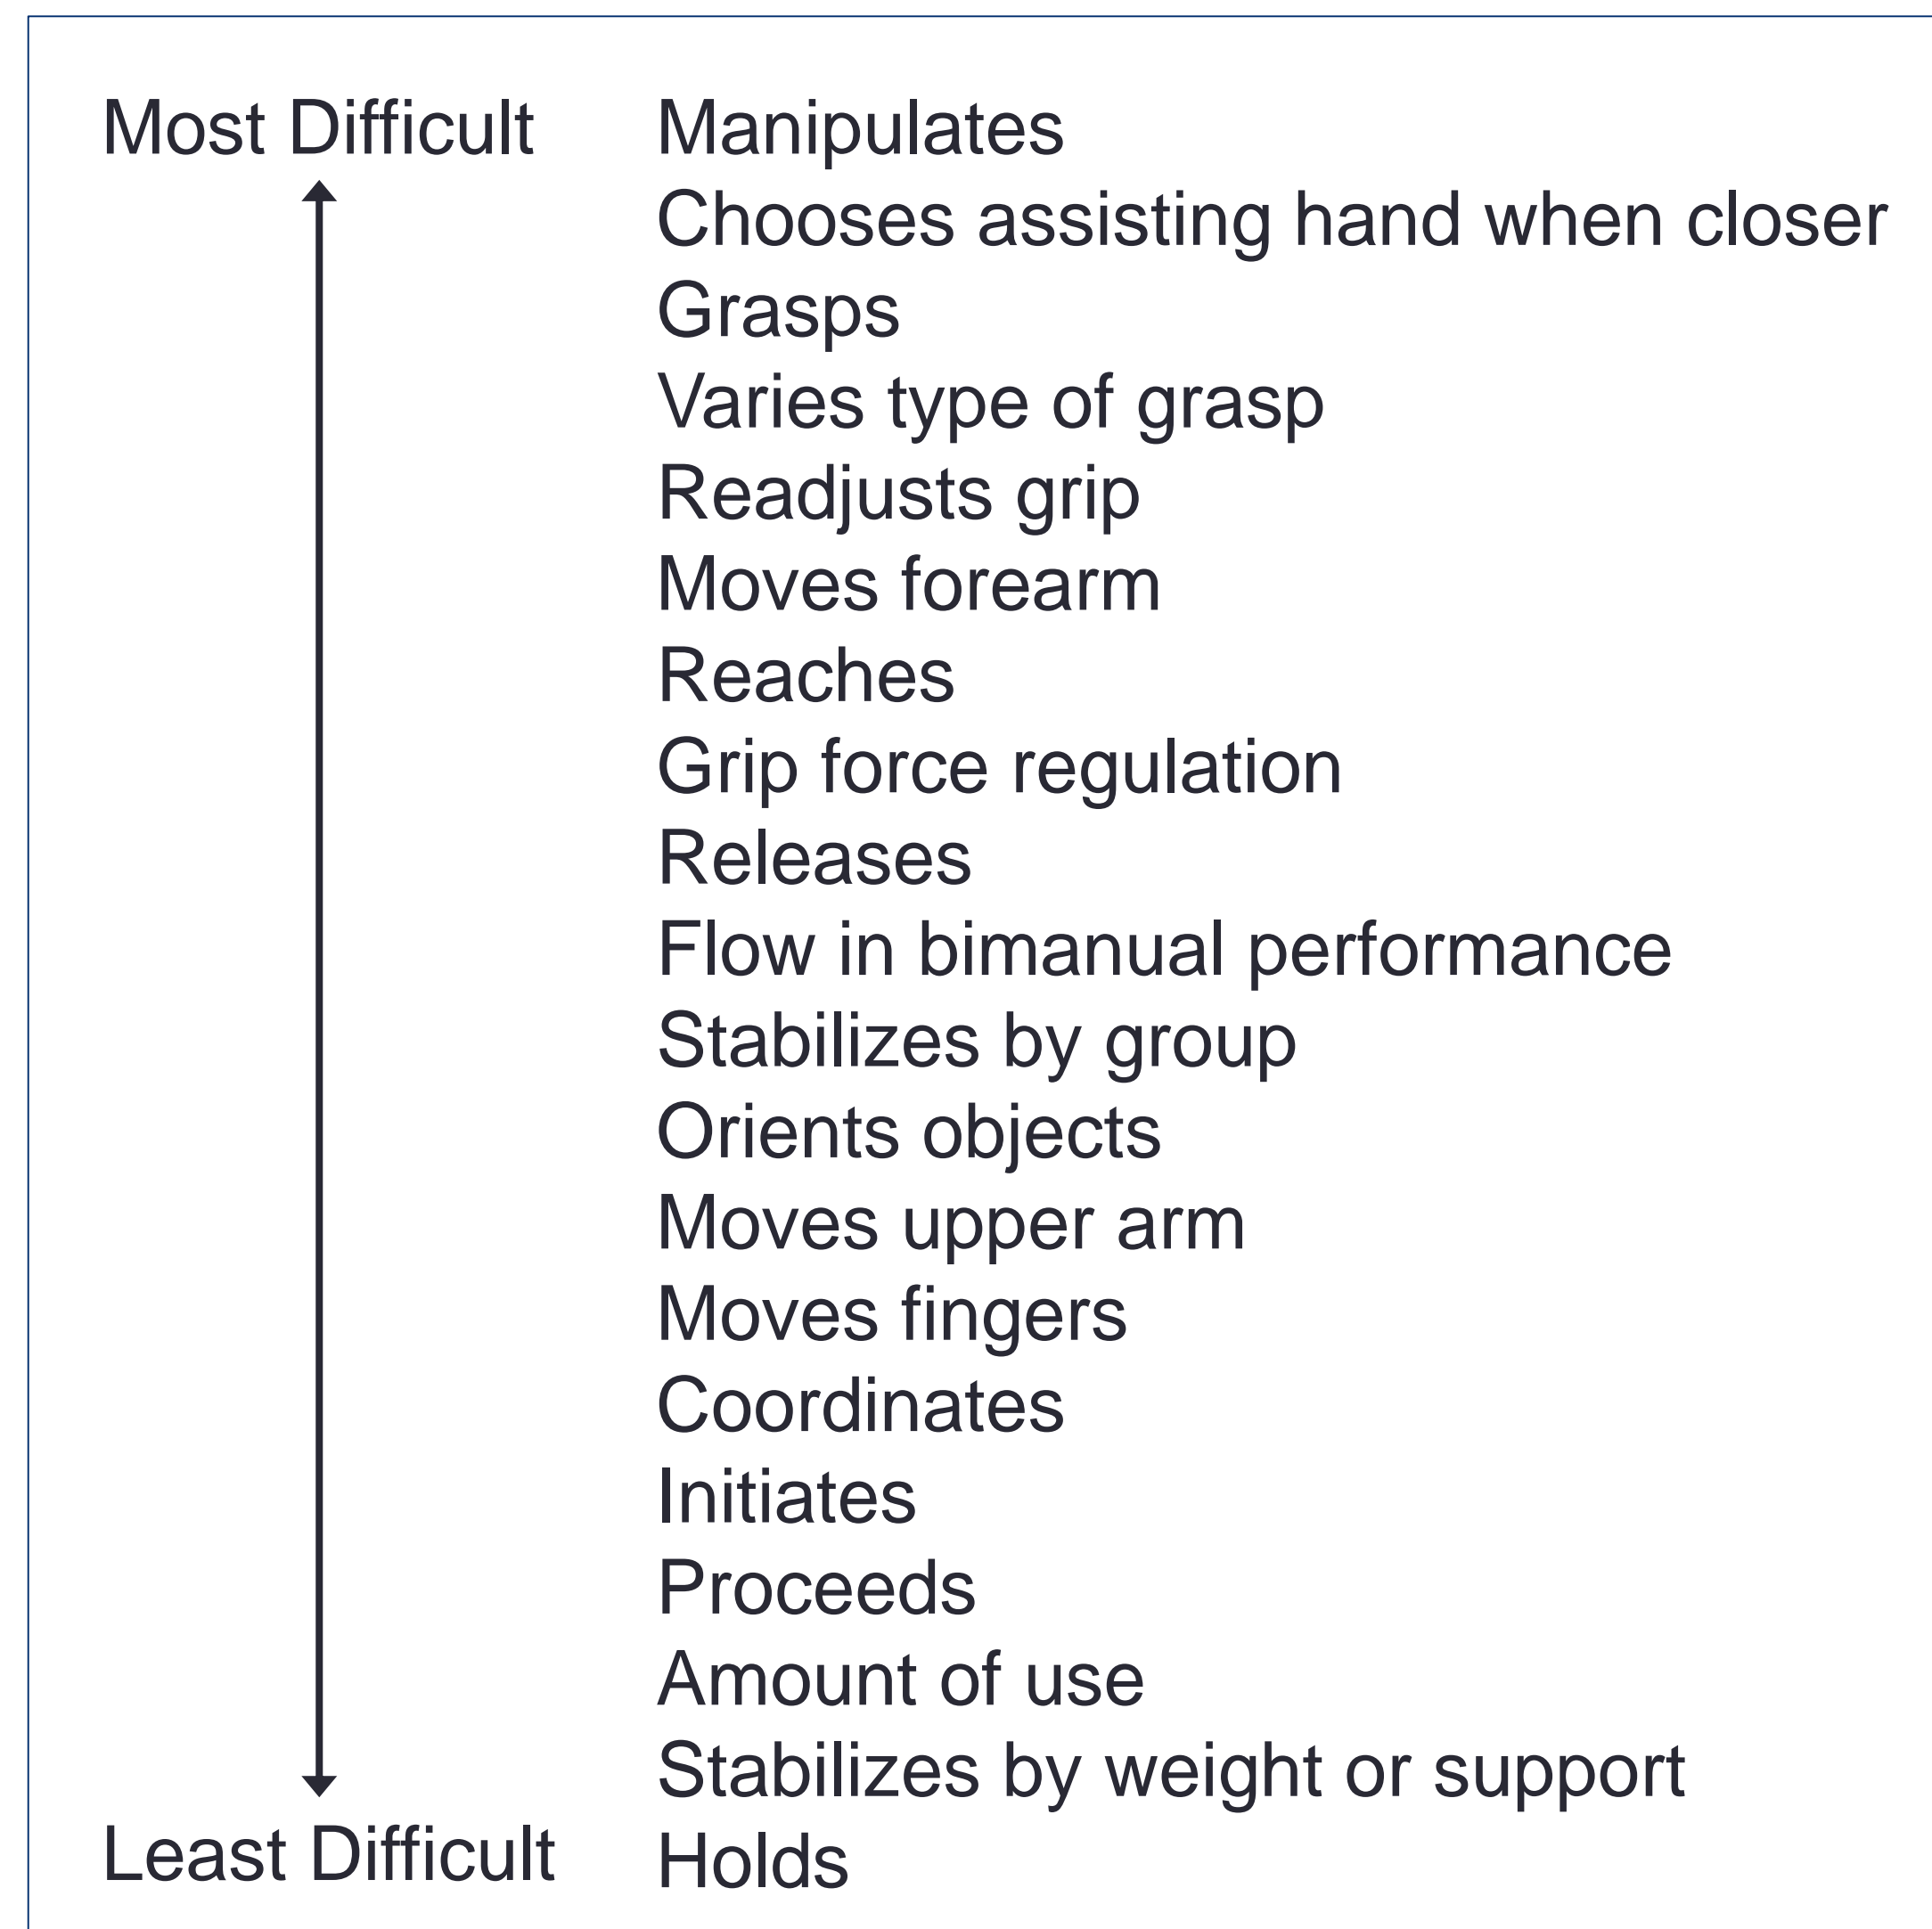 Most Difficult
Manipulates
Chooses assisting hand when closer
Grasps
Varies type of grasp
Readjusts grip
Moves forearm
Reaches
Grip force regulation
Releases
Flow in bimanual performance
Stabilizes by group
Orients objects
Moves upper arm
Moves fingers
Coordinates
Initiates
Proceeds
Amount of use
Stabilizes by weight or support
Least Difficult
Holds